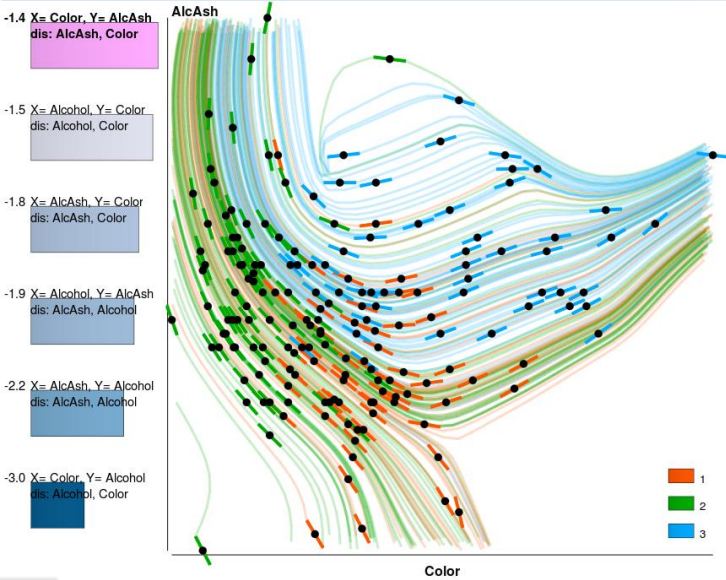 AlcAsh
-1.4 X= Color, Y= AlcAsh
dis: AlcAsh, Color
-1.5 X= Alcohol, Y= Color
dis: Alcohol, Color
-1.8 X= AlcAsh, Y= Color
dis: AlcAsh, Color
-1.9 X= Alcohol, Y= AlcAsh
dis: AlcAsh, Alcohol
-2.2 X= AlcAsh, Y= Alcohol
dis: AlcAsh, Alcohol
-3.0 X= Color, Y= Alcohol
dis: Alcohol, Color
1
2
3
Color